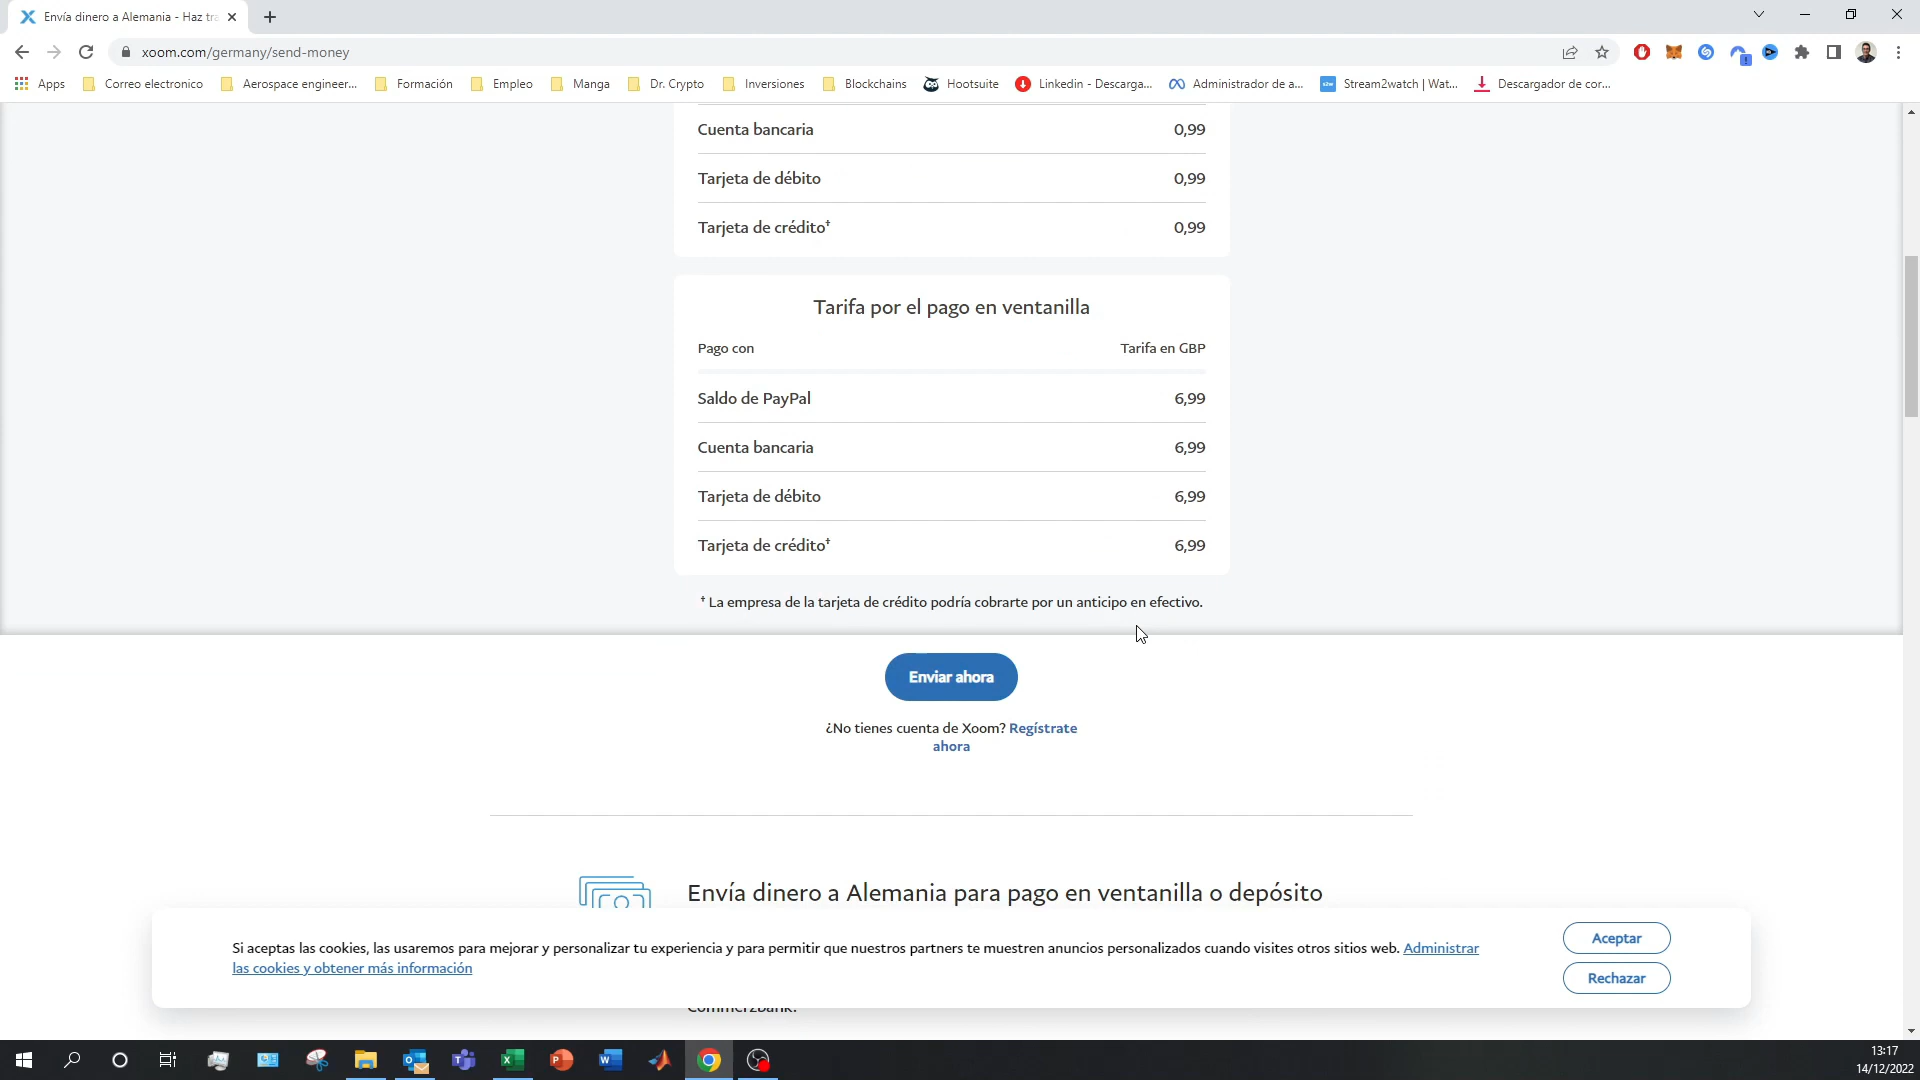 Envía dinero a Alemania - Haz tra
xoom.com/germany/send-money
Apps
Correo electronico
Aerospace engineer...
Formación
Empleo
Manga
Dr. Crypto
Inversiones
Blockchains
Hootsuite
Linkedin - Descarga...
Administrador de a...
Stream2watch | Wat...
Descargador de cor...
Cuenta bancaria 0,99
Tarjeta de débito 0,99
Tarjeta de crédito† 0,99
Tarifa por el pago en ventanilla
Pago con Tarifa en GBP
Saldo de PayPal 6,99
Cuenta bancaria 6,99
Tarjeta de débito 6,99
Tarjeta de crédito† 6,99
† La empresa de la tarjeta de crédito podría cobrarte por un anticipo en efectivo.
Enviar ahora
¿No tienes cuenta de Xoom? Regístrate
ahora
Envía dinero a Alemania para pago en ventanilla o depósito
Si aceptas las cookies, las usaremos para mejorar y personalizar tu experiencia y para permitir que nuestros partners te muestren anuncios personalizados cuando visites otros sitios web. Administrar
las cookies y obtener más información
Aceptar
Rechazar
Commerzbank.
13:17
14/12/2022